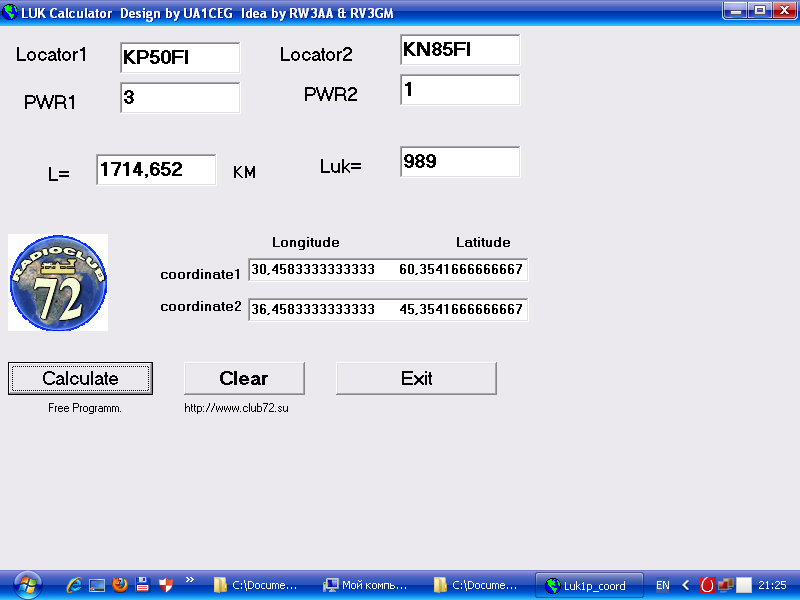 LUK Calculator Design by UA1CEG Idea by RW3AA & RV3GM
Locator1 KP50FI Locator2 KN85FI
PWR1 3 PWR2 1
L= 1714,652 KM Luk= 989
Longitude Latitude
coordinate1 30,4583333333333 60,3541666666667
coordinate2 36,4583333333333 45,3541666666667
RADIOCLUB
72
Calculate Clear Exit
Free Programm. http://www.club72.su
C:\Docume... Мой компь... C:\Docume... Luk1p_coord EN 21:25